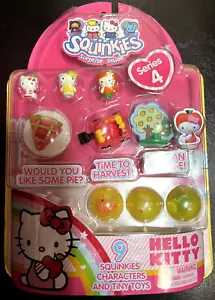 SQUINKIES
Surprise Inside
Series
4
WOULD YOU
LIKE SOME PIE?
TIME TO
HARVEST!
AN
HELLO
KITTY
9
SQUINKIES
CHARACTERS
AND TINY TOYS
WARNING